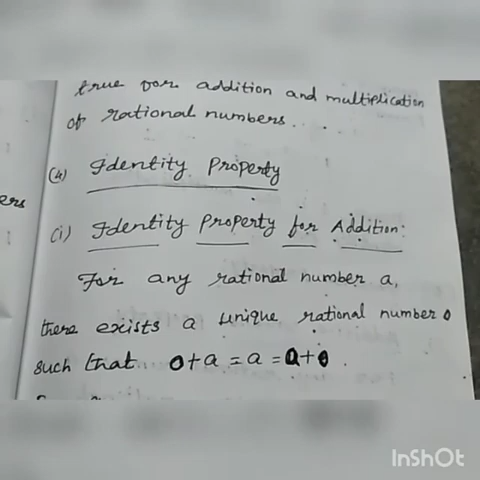 true for addition and multiplication
of rational numbers.
ers
(4) Identity Property
(i) Identity Property for Addition:
For any rational number a,
there exists a unique rational number 0
such that 0+a = a = a+0.
InShOt